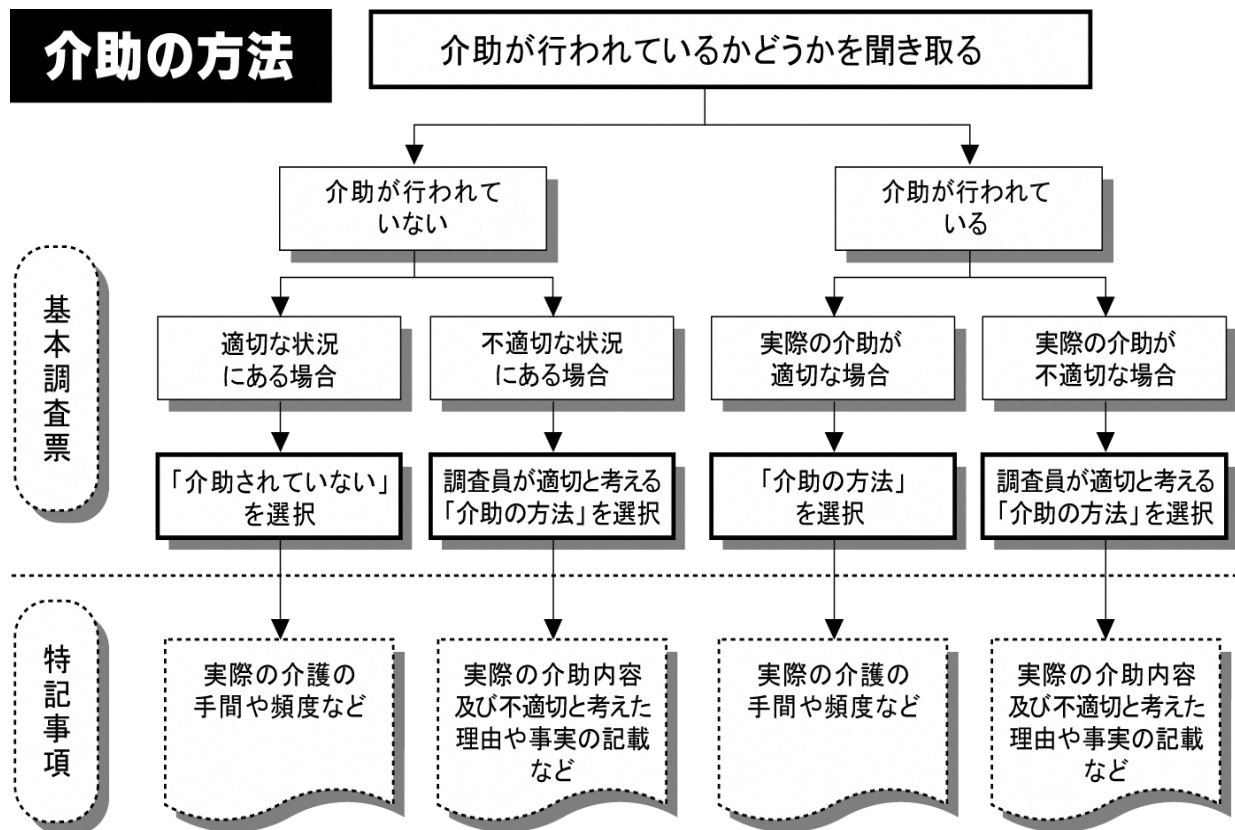 介助の方法
介助が行われているかどうかを聞き取る
介助が行われて
いない
介助が行われて
いる
基本調査票
適切な状況
にある場合
不適切な状況
にある場合
実際の介助が
適切な場合
実際の介助が
不適切な場合
「介助されていない」
を選択
調査員が適切と考える
「介助の方法」を選択
「介助の方法」
を選択
調査員が適切と考える
「介助の方法」を選択
特記事項
実際の介護の
手間や頻度など
実際の介助内容
及び不適切と考えた
理由や事実の記載
など
実際の介護の
手間や頻度など
実際の介助内容
及び不適切と考えた
理由や事実の記載
など